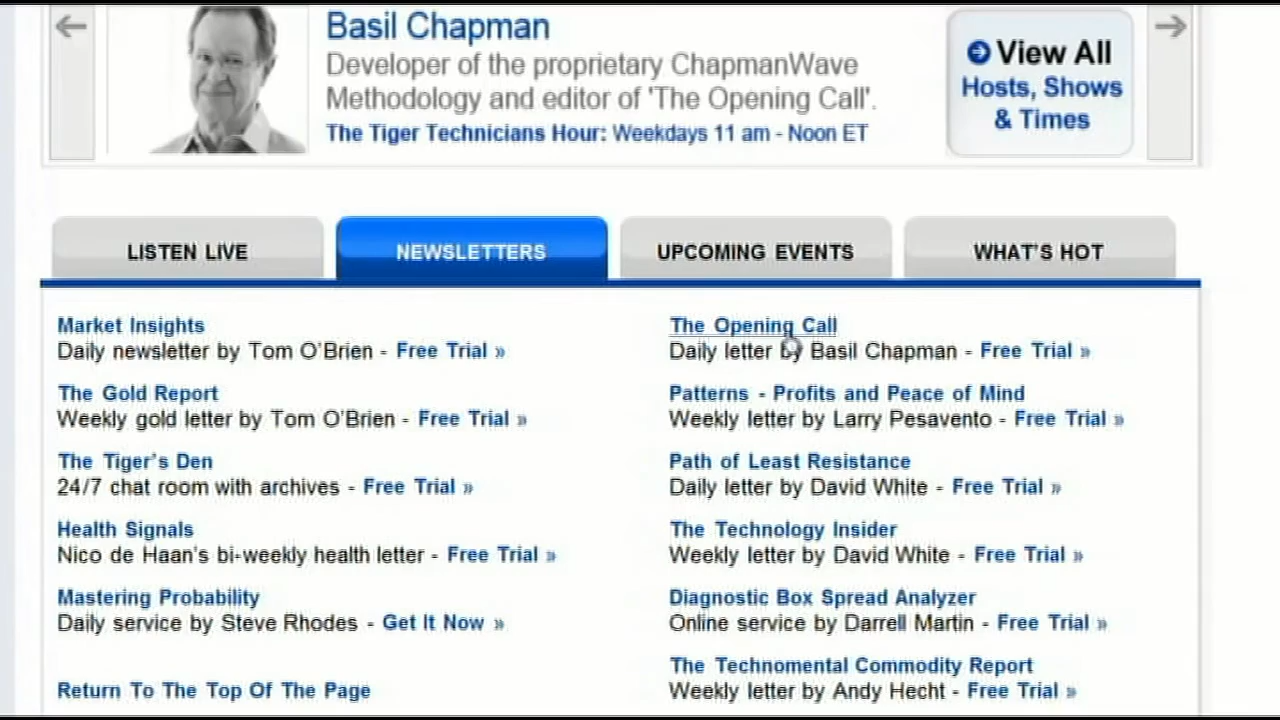 Basil Chapman
Developer of the proprietary ChapmanWave
Methodology and editor of 'The Opening Call'.
The Tiger Technicians Hour: Weekdays 11 am - Noon ET
View All
Hosts, Shows
& Times
LISTEN LIVE
NEWSLETTERS
UPCOMING EVENTS
WHAT'S HOT
Market Insights
Daily newsletter by Tom O'Brien - Free Trial »
The Gold Report
Weekly gold letter by Tom O'Brien - Free Trial »
The Tiger's Den
24/7 chat room with archives - Free Trial »
Health Signals
Nico de Haan's bi-weekly health letter - Free Trial »
Mastering Probability
Daily service by Steve Rhodes - Get It Now »
Return To The Top Of The Page
The Opening Call
Daily letter by Basil Chapman - Free Trial »
Patterns - Profits and Peace of Mind
Weekly letter by Larry Pesavento - Free Trial »
Path of Least Resistance
Daily letter by David White - Free Trial »
The Technology Insider
Weekly letter by David White - Free Trial »
Diagnostic Box Spread Analyzer
Online service by Darrell Martin - Free Trial »
The Technomental Commodity Report
Weekly letter by Andy Hecht - Free Trial »